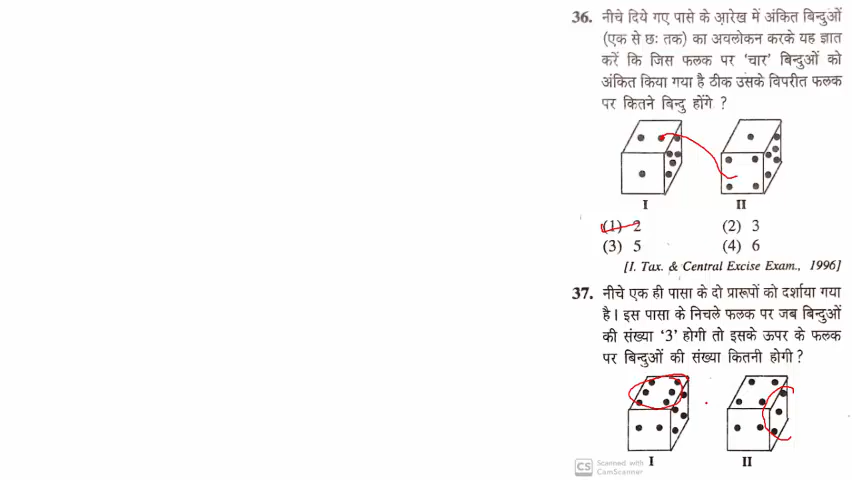 36. नीचे दिये गए पासे के आरेख में अंकित बिन्दुओं
(एक से छः तक) का अवलोकन करके यह ज्ञात
करें कि जिस फलक पर ‘चार’ बिन्दुओं को
अंकित किया गया है ठीक उसके विपरीत फलक
पर कितने बिन्दु होंगे ?
I II
(1) 2 (2) 3
(3) 5 (4) 6
[I. Tax. & Central Excise Exam., 1996]
37. नीचे एक ही पासा के दो प्रारूपों को दर्शाया गया
है। इस पासा के निचले फलक पर जब बिन्दुओं
की संख्या ‘3’ होगी तो इसके ऊपर के फलक
पर बिन्दुओं की संख्या कितनी होगी ?
I II
CS Scanned with
CamScanner